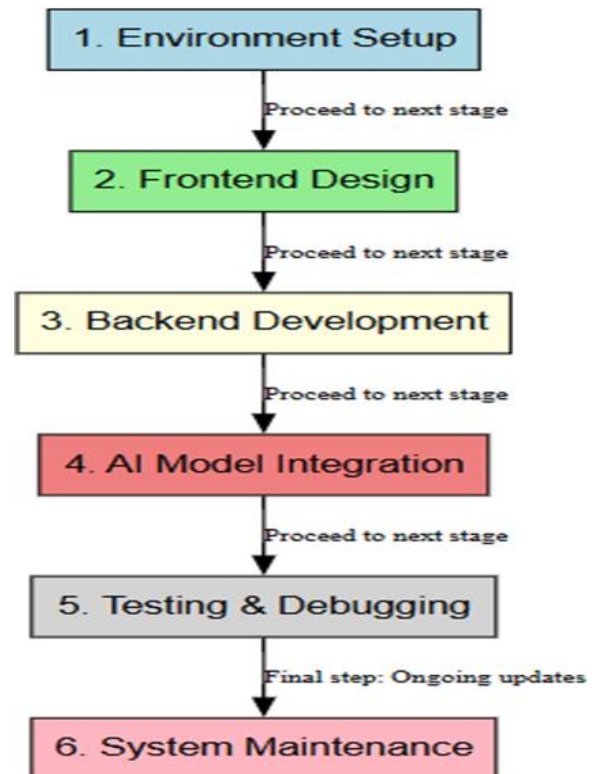 1. Environment Setup
Proceed to next stage
2. Frontend Design
Proceed to next stage
3. Backend Development
Proceed to next stage
4. AI Model Integration
Proceed to next stage
5. Testing & Debugging
Final step: Ongoing updates
6. System Maintenance